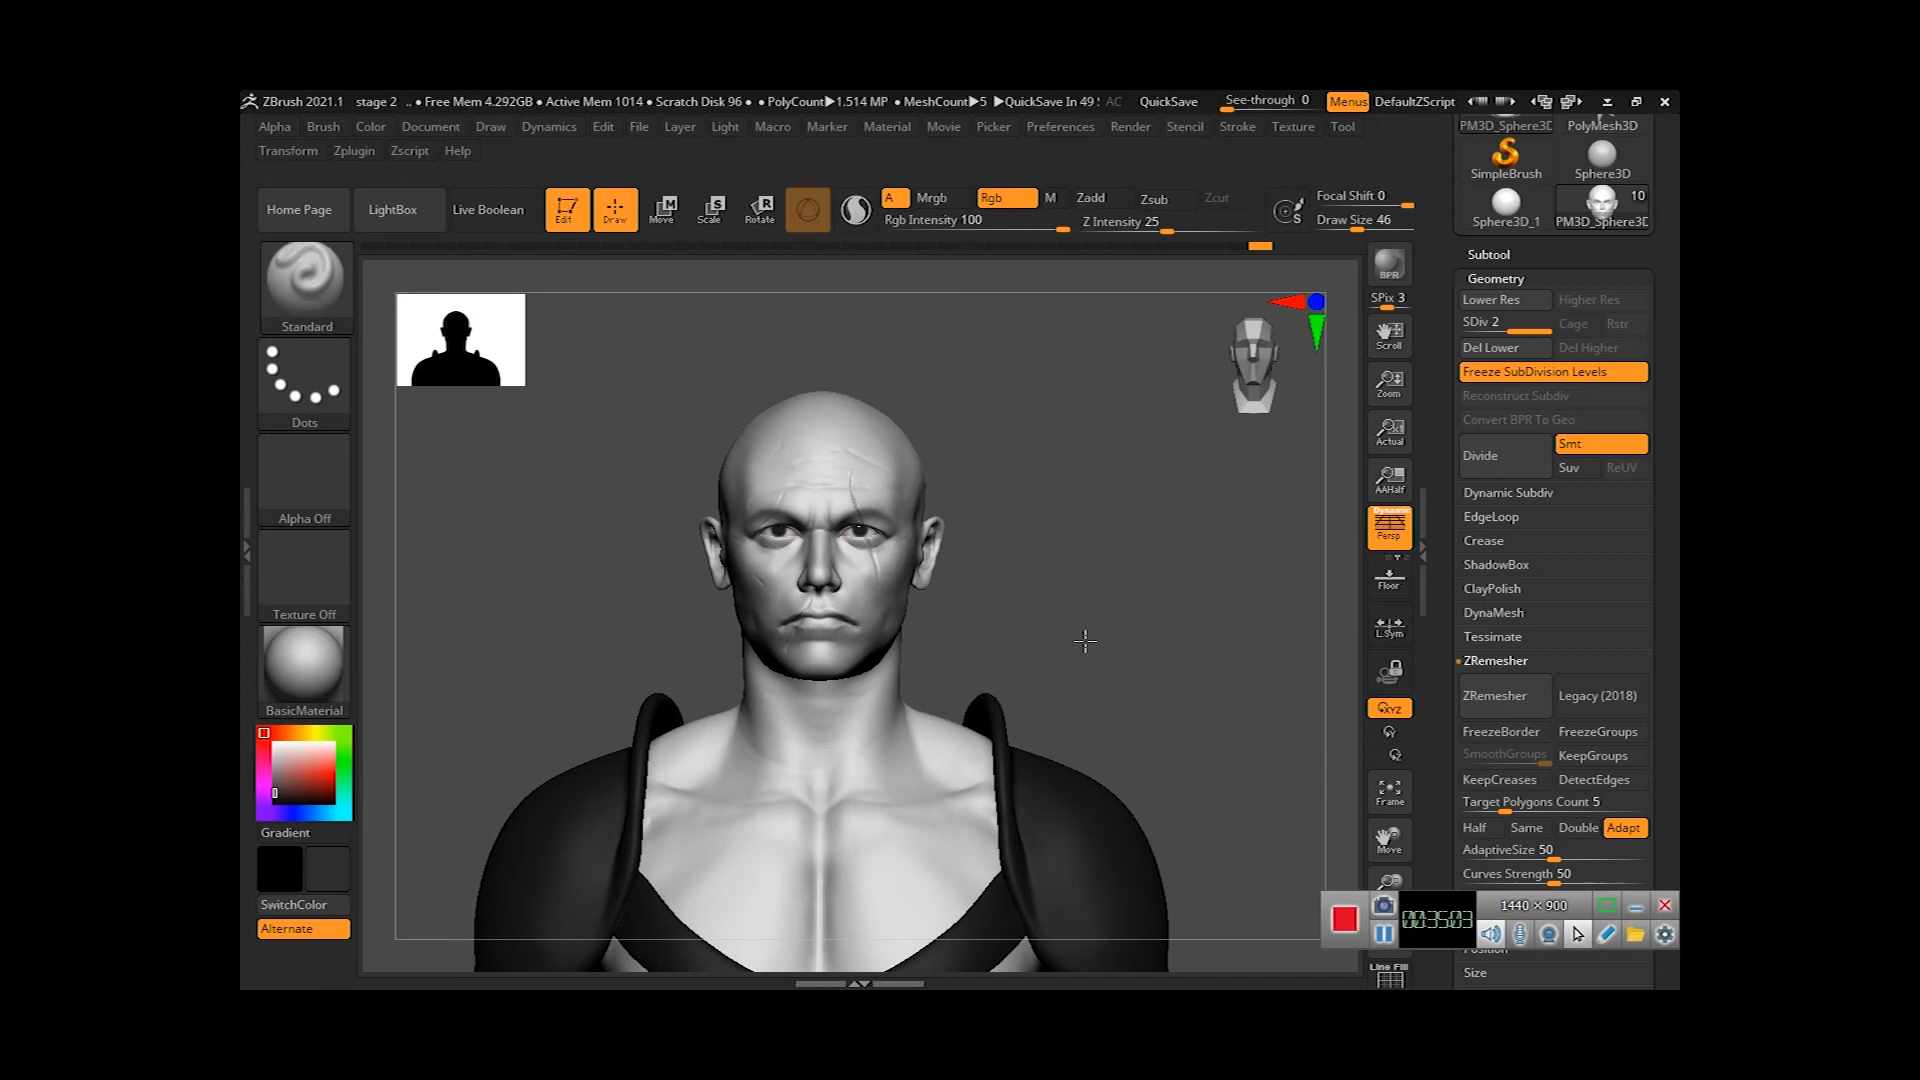 ZBrush 2021.1 stage 2 .. • Free Mem 4.292GB • Active Mem 1014 • Scratch Disk 96 • • PolyCount▶1.514 MP • MeshCount▶5 ▶QuickSave In 49 AC QuickSave See-through 0 Menus DefaultZScript
Alpha Brush Color Document Draw Dynamics Edit File Layer Light Macro Marker Material Movie Picker Preferences Render Stencil Stroke Texture Tool
Transform Zplugin Zscript Help
Home Page LightBox Live Boolean Edit Draw Move Scale Rotate A Mrgb Rgb M Zadd Zsub Zcut Focal Shift 0
Rgb Intensity 100 Z Intensity 25 Draw Size 46
Standard
Dots
Alpha Off
Texture Off
BasicMaterial
Gradient
SwitchColor
Alternate
BPR
SPix 3
Scroll
Zoom
Actual
AAHalf
Dynamic
Persp
Floor
L.Sym
XYZ
Frame
Move
Line Fill
PM3D_Sphere3D PolyMesh3D
SimpleBrush Sphere3D
10
Sphere3D_1 PM3D_Sphere3D
Subtool
Geometry
Lower Res Higher Res
SDiv 2 Cage Rstr
Del Lower Del Higher
Freeze SubDivision Levels
Reconstruct Subdiv
Convert BPR To Geo
Divide Smt
Suv ReUV
Dynamic Subdiv
EdgeLoop
Crease
ShadowBox
ClayPolish
DynaMesh
Tessimate
ZRemesher
ZRemesher Legacy (2018)
FreezeBorder FreezeGroups
SmoothGroups KeepGroups
KeepCreases DetectEdges
Target Polygons Count 5
Half Same Double Adapt
AdaptiveSize 50
Curves Strength 50
1440 × 900
00:35:03
Position
Size